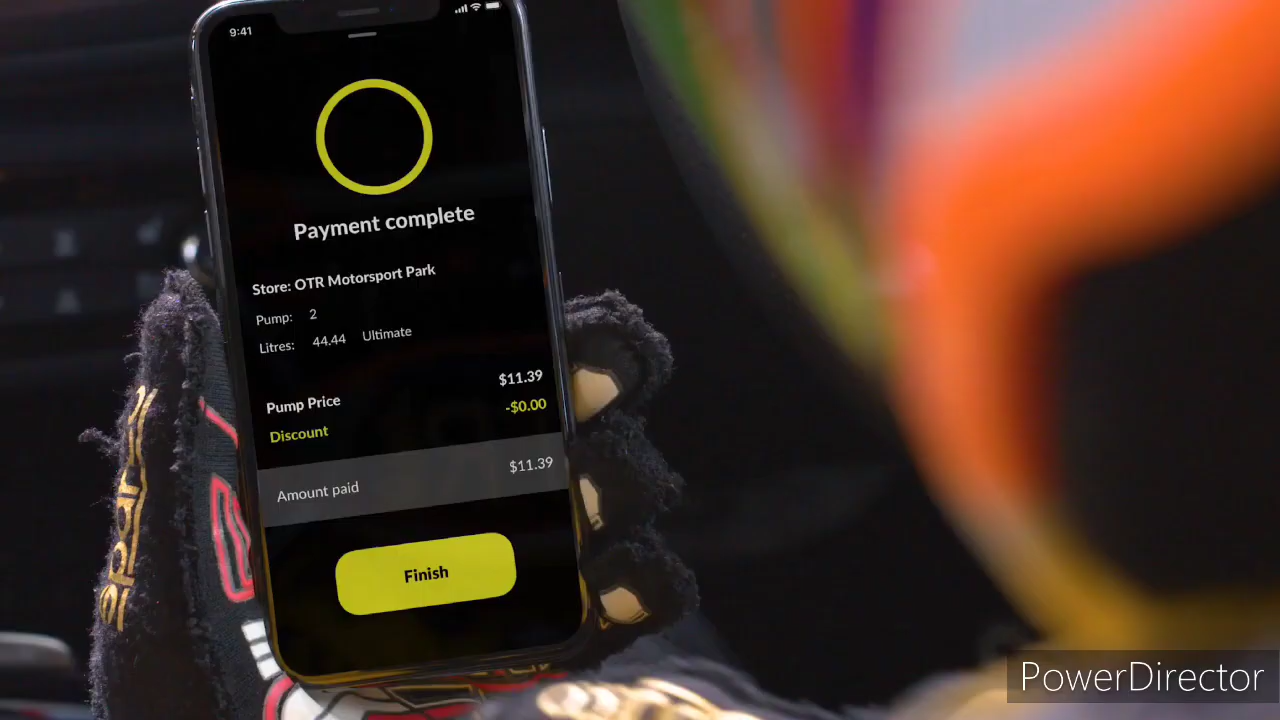 9:41
Payment complete
Store: OTR Motorsport Park
Pump: 2
Litres: 44.44 Ultimate
Pump Price $11.39
Discount -$0.00
Amount paid $11.39
Finish
PowerDirector